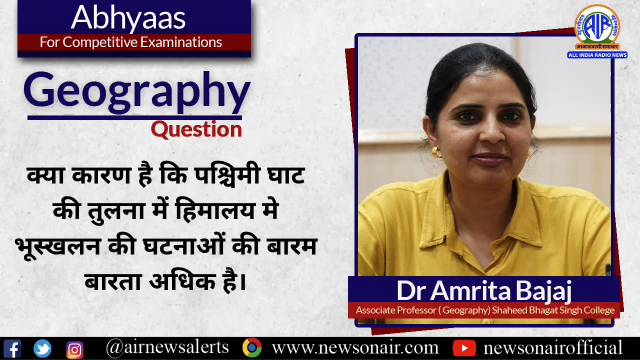 Abhyaas
For Competitive Examinations
Geography
Question
क्या कारण है कि पश्चिमी घाट
की तुलना में हिमालय मे
भूस्खलन की घटनाओं की बारम
बारता अधिक है।
AIR
ALL INDIA RADIO NEWS
Dr Amrita Bajaj
Associate Professor ( Geography) Shaheed Bhagat Singh College
@airnewsalerts
www.newsonair.com
newsonairofficial